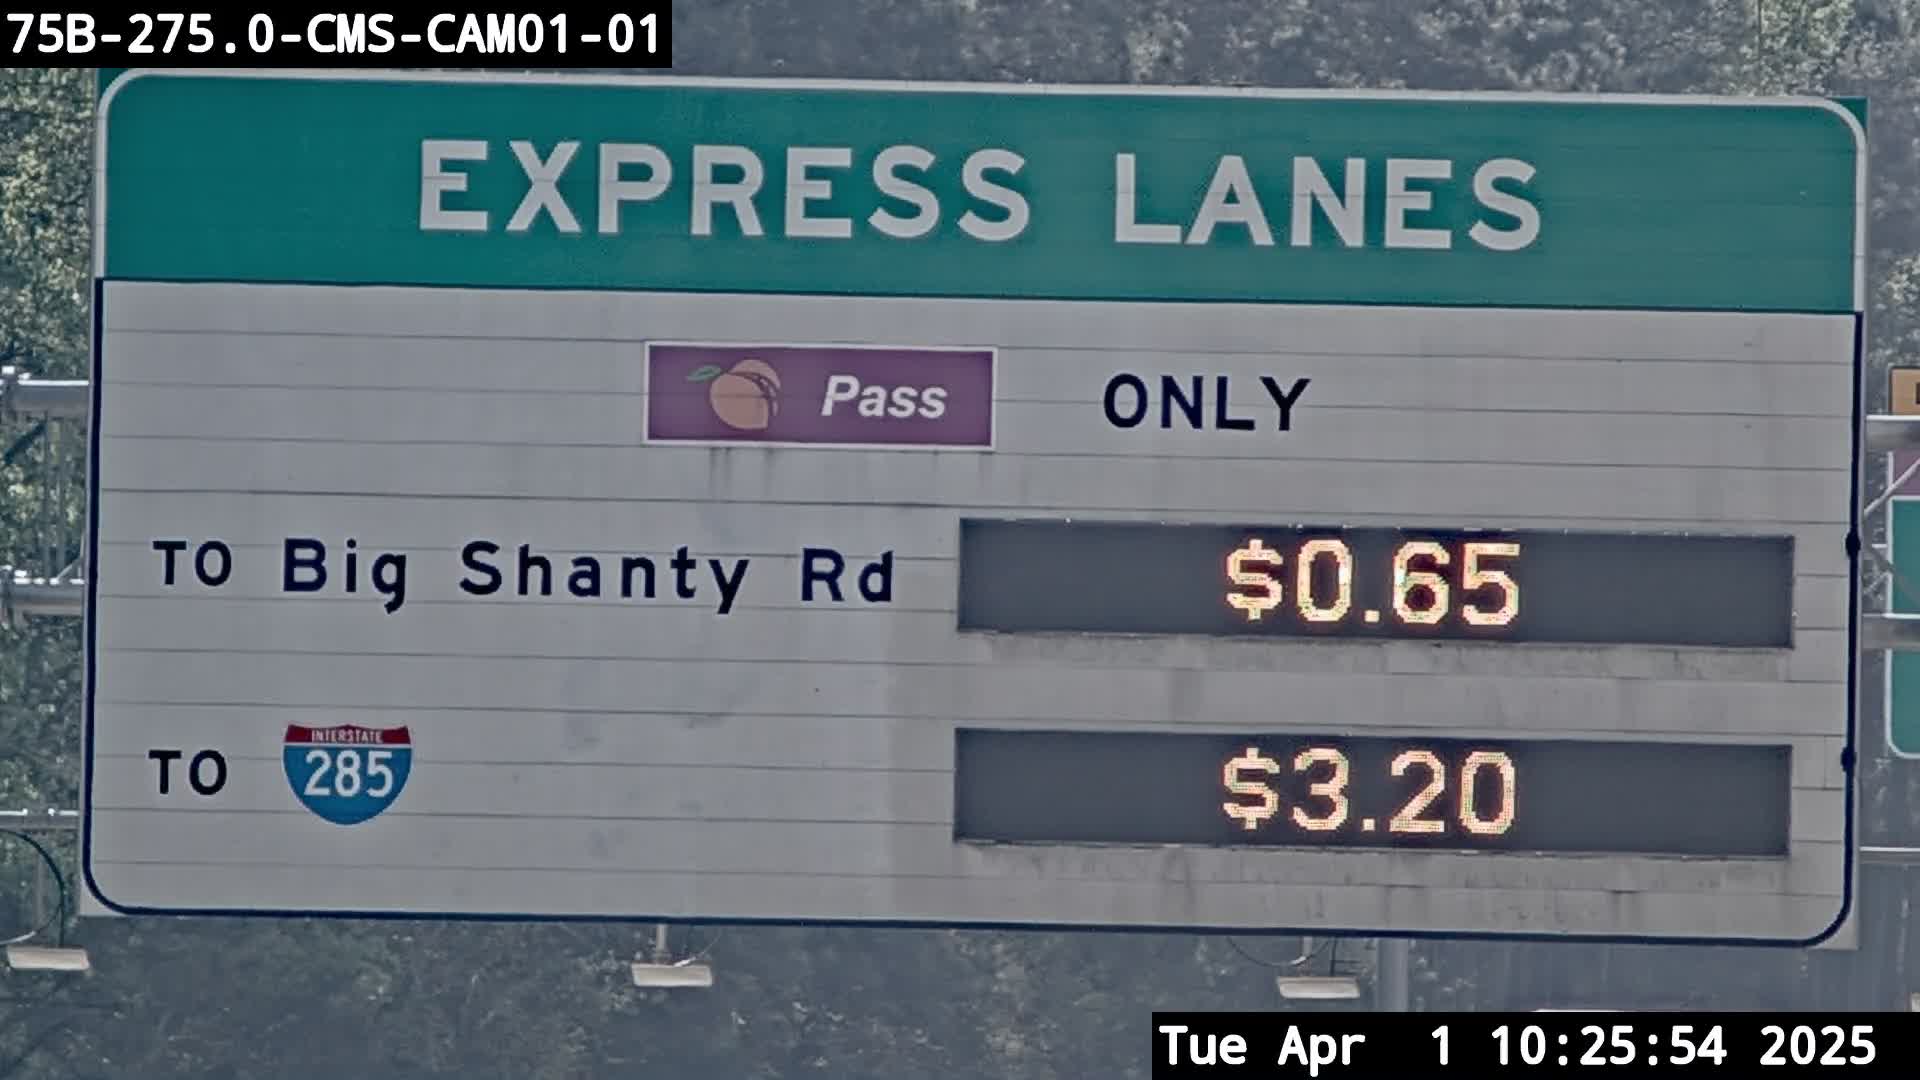 75B-275.0-CMS-CAM01-01
EXPRESS LANES
Pass ONLY
TO Big Shanty Rd $0.65
INTERSTATE
TO 285 $3.20
Tue Apr 1 10:25:54 2025